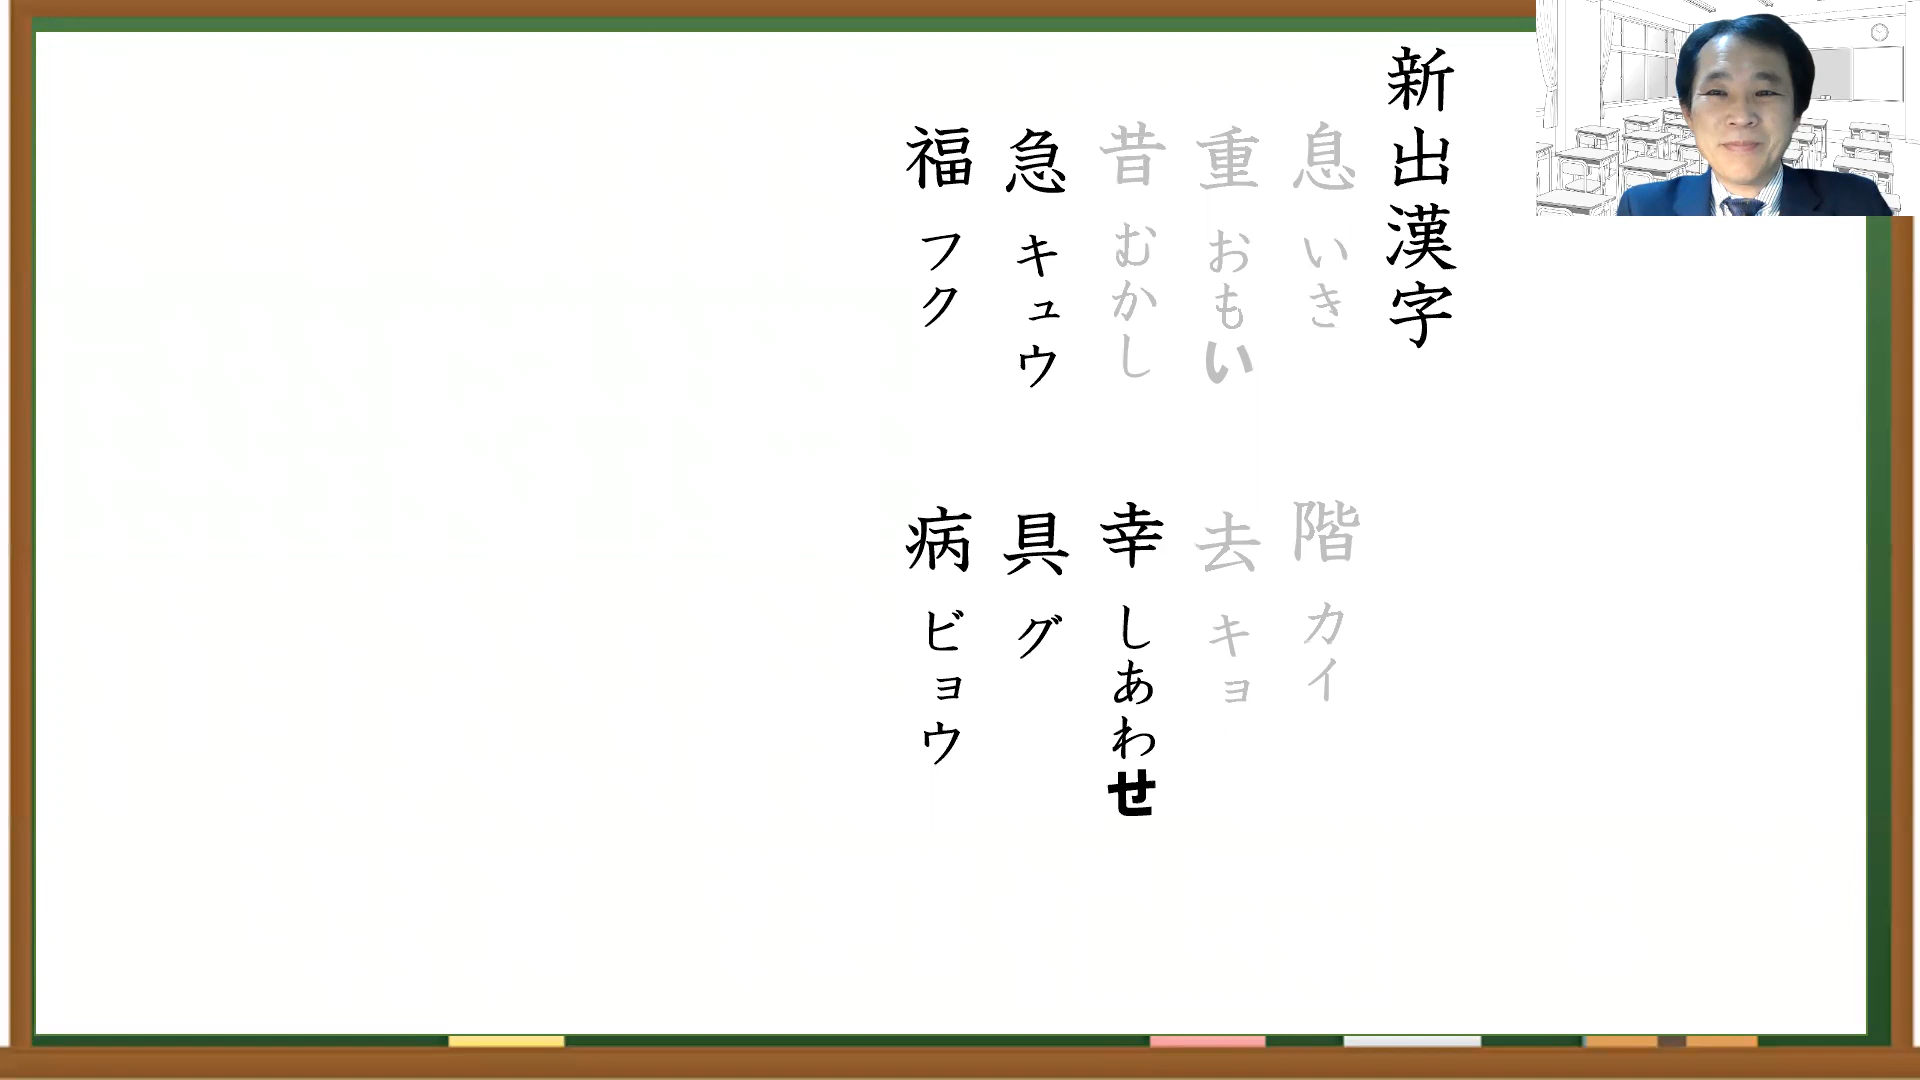 新出漢字
息 いき
階 カイ
重 おもい
去 キョ
昔 むかし
幸 しあわせ
急 キュウ
具 グ
福 フク
病 ビョウ